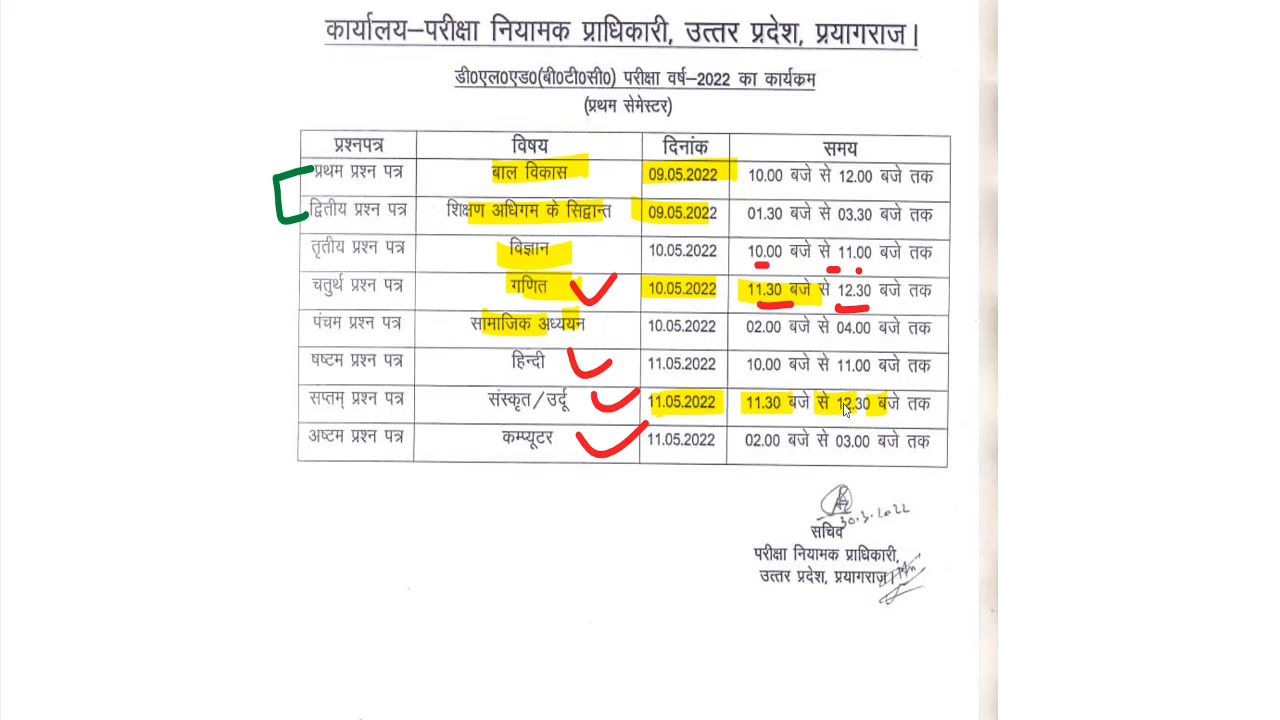 कार्यालय–परीक्षा नियामक प्राधिकारी, उत्तर प्रदेश, प्रयागराज।
डी0एल0एड0(बी0टी0सी0) परीक्षा वर्ष–2022 का कार्यक्रम
(प्रथम सेमेस्टर)
प्रश्नपत्र विषय दिनांक समय
प्रथम प्रश्न पत्र बाल विकास 09.05.2022 10.00 बजे से 12.00 बजे तक
द्वितीय प्रश्न पत्र शिक्षण अधिगम के सिद्वान्त 09.05.2022 01.30 बजे से 03.30 बजे तक
तृतीय प्रश्न पत्र विज्ञान 10.05.2022 10.00 बजे से 11.00 बजे तक
चतुर्थ प्रश्न पत्र गणित 10.05.2022 11.30 बजे से 12.30 बजे तक
पंचम प्रश्न पत्र सामाजिक अध्ययन 10.05.2022 02.00 बजे से 04.00 बजे तक
षष्टम प्रश्न पत्र हिन्दी 11.05.2022 10.00 बजे से 11.00 बजे तक
सप्तम् प्रश्न पत्र संस्कृत/उर्दू 11.05.2022 11.30 बजे से 12.30 बजे तक
अष्टम प्रश्न पत्र कम्प्यूटर 11.05.2022 02.00 बजे से 03.00 बजे तक
30.3.2022
सचिव
परीक्षा नियामक प्राधिकारी,
उत्तर प्रदेश, प्रयागराज।